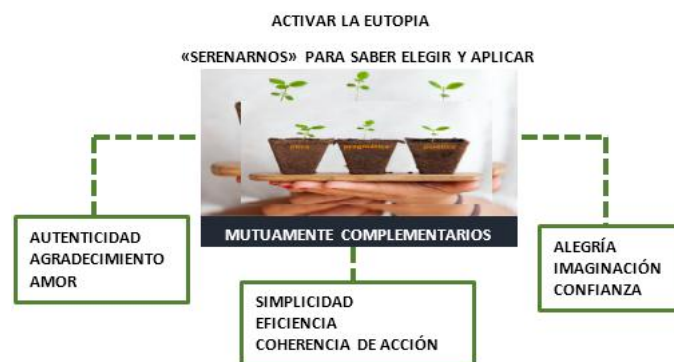 ACTIVAR LA EUTOPIA
«SERENARNOS» PARA SABER ELEGIR Y APLICAR
MUTUAMENTE COMPLEMENTARIOS
AUTENTICIDAD
AGRADECIMIENTO
AMOR
SIMPLICIDAD
EFICIENCIA
COHERENCIA DE ACCIÓN
ALEGRÍA
IMAGINACIÓN
CONFIANZA